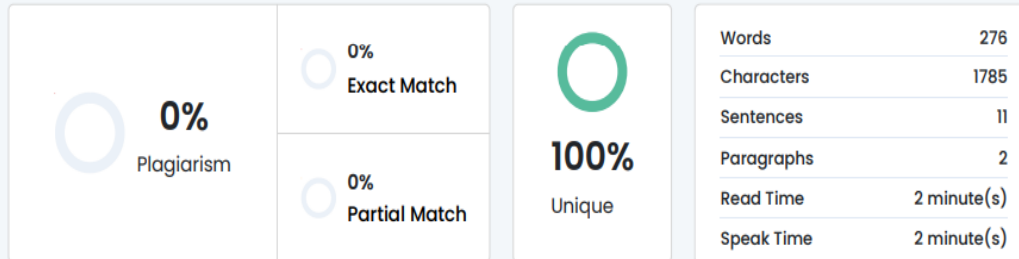 0%
Plagiarism
0%
Exact Match
0%
Partial Match
100%
Unique
Words 276
Characters 1785
Sentences 11
Paragraphs 2
Read Time 2 minute(s)
Speak Time 2 minute(s)